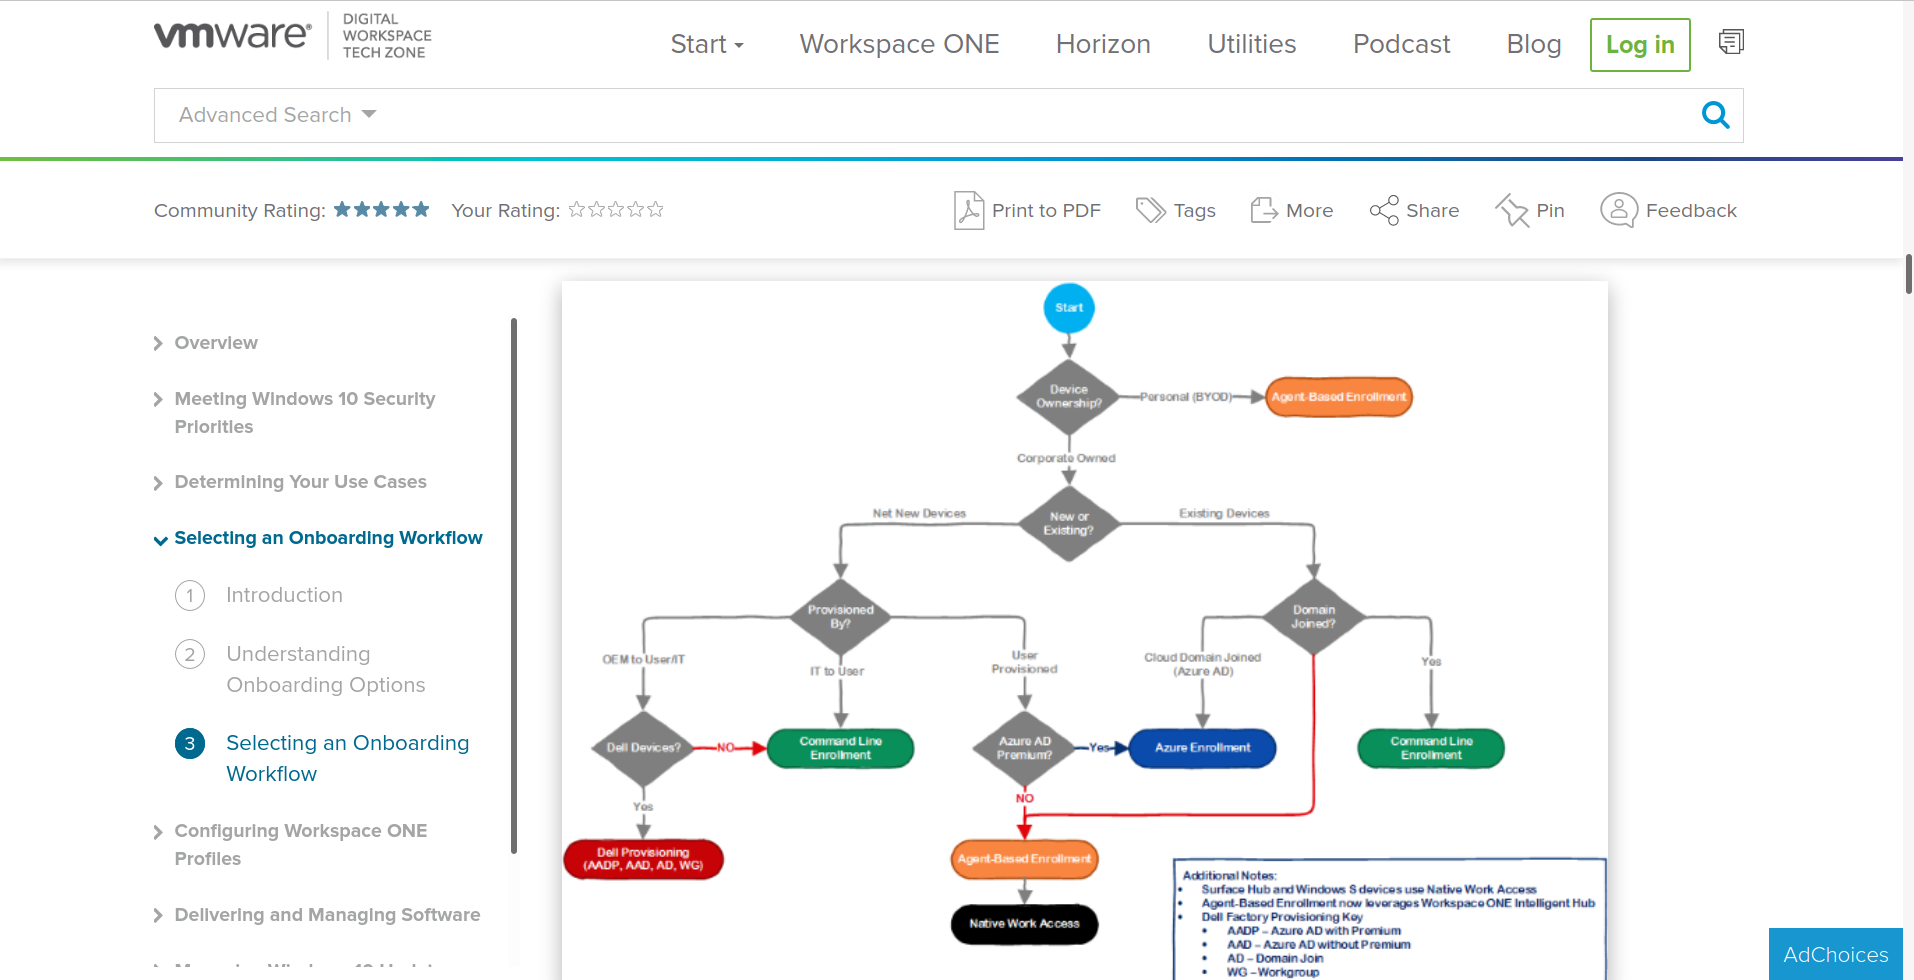 vmware®
DIGITAL
WORKSPACE
TECH ZONE
Start
Workspace ONE
Horizon
Utilities
Podcast
Blog
Log in
Advanced Search
Community Rating:
Your Rating:
Print to PDF
Tags
More
Share
Pin
Feedback
Overview
Meeting Windows 10 Security
Priorities
Determining Your Use Cases
Selecting an Onboarding Workflow
1 Introduction
2 Understanding
Onboarding Options
3 Selecting an Onboarding
Workflow
Configuring Workspace ONE
Profiles
Delivering and Managing Software
Start
Device
Ownership?
Personal (BYOD)
Agent-Based Enrollment
Corporate Owned
Net New Devices
New or
Existing?
Existing Devices
Provisioned
By?
Domain
Joined?
OEM to User/IT
IT to User
User
Provisioned
Cloud Domain Joined
(Azure AD)
Yes
Dell Devices?
NO
Command Line
Enrollment
Azure AD
Premium?
Yes
Azure Enrollment
Command Line
Enrollment
Yes
NO
Dell Provisioning
(AADP, AAD, AD, WG)
Agent-Based Enrollment
Native Work Access
Additional Notes:
• Surface Hub and Windows S devices use Native Work Access
• Agent-Based Enrollment now leverages Workspace ONE Intelligent Hub
• Dell Factory Provisioning Key
• AADP – Azure AD with Premium
• AAD – Azure AD without Premium
• AD – Domain Join
• WG – Workgroup
AdChoices